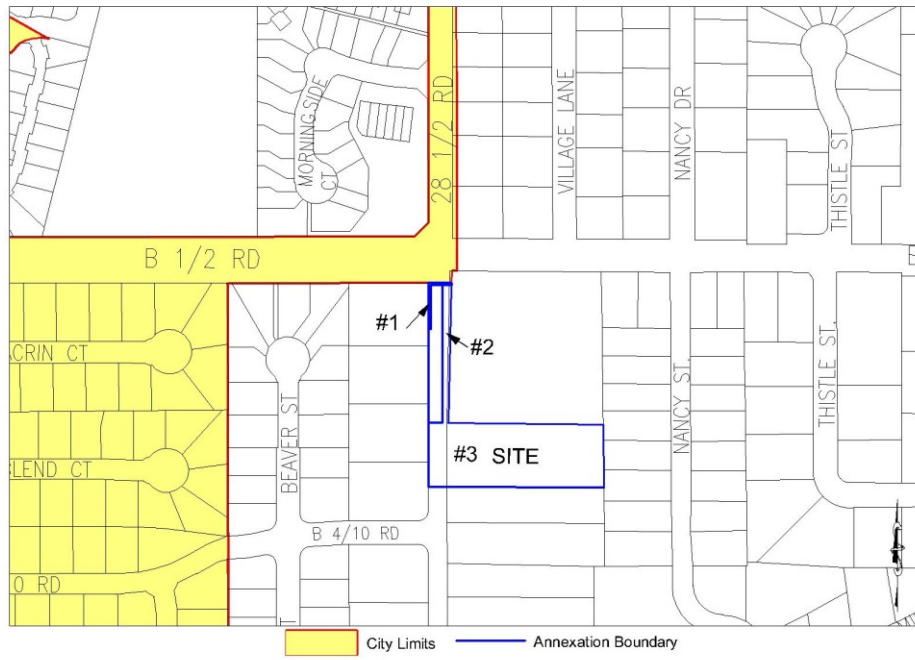 MORNINGSIDE CT
28 1/2 RD
VILLAGE LANE
NANCY DR
THISTLE ST
B 1/2 RD
#1
#2
ACRIN CT
BEAVER ST
NANCY ST.
THISTLE ST.
#3 SITE
LEND CT
B 4/10 RD
0 RD
City Limits
Annexation Boundary